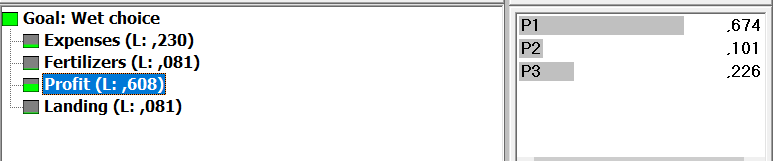 Goal: Wet choice
Expenses (L: ,230)
Fertilizers (L: ,081)
Profit (L: ,608)
Landing (L: ,081)
P1 ,674
P2 ,101
P3 ,226